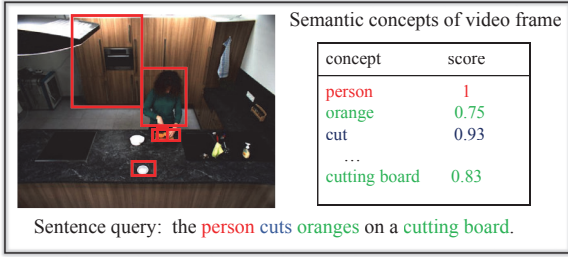 Semantic concepts of video frame
concept score
person 1
orange 0.75
cut 0.93
...
cutting board 0.83
Sentence query: the person cuts oranges on a cutting board.